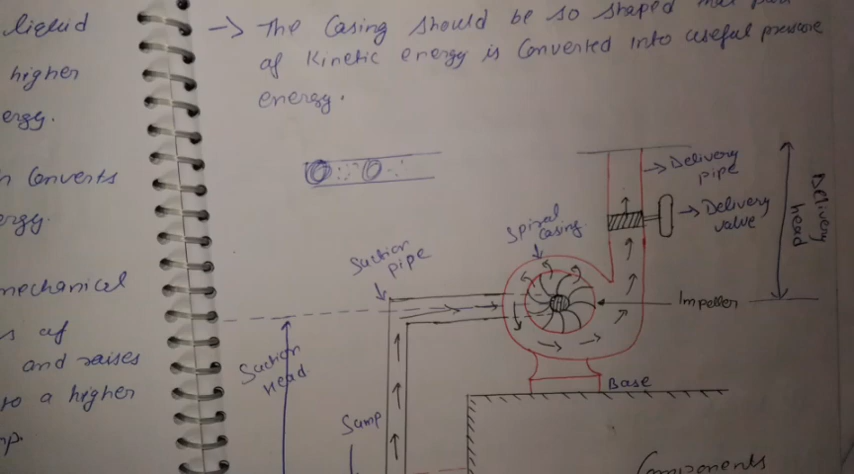 liquid
higher
ergy.
n Converts
ergy.
mechanical
s of
and raises
to a higher
mp.
→ The Casing should be so shaped that
of Kinetic energy is Converted into useful pressure
energy.
→ Delivery
pipe
→ Delivery
valve
Delivery
head
Spiral
Casing
Suction
pipe
Impeller
Suction
Head
Base
Sump
Components